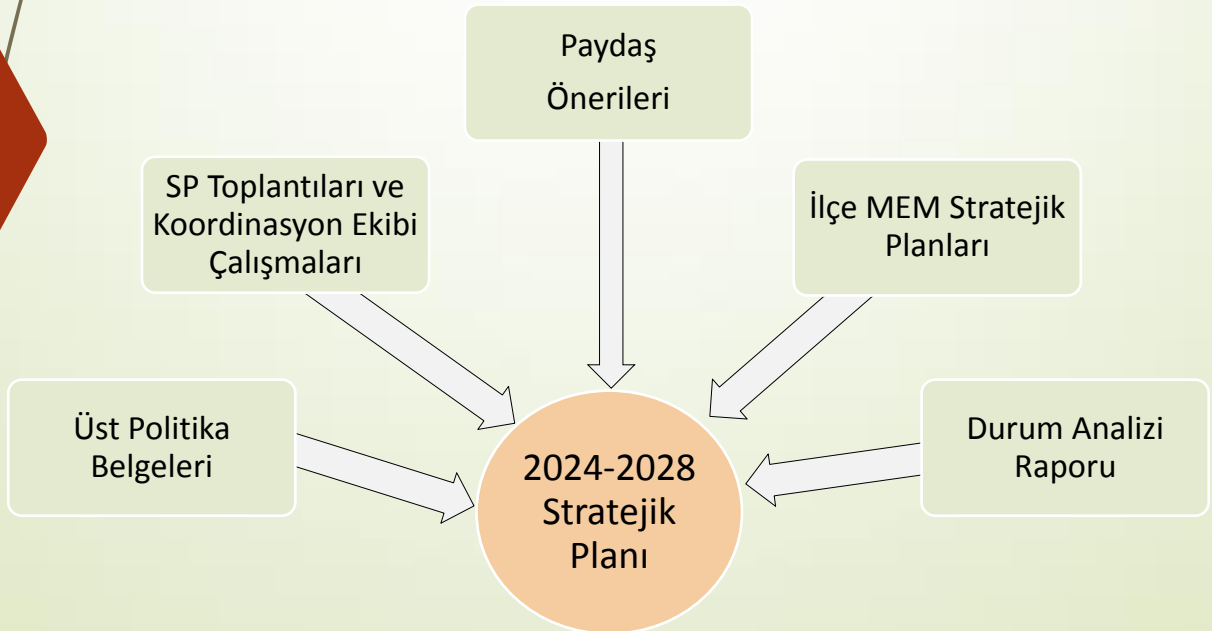 Paydaş
Önerileri
SP Toplantıları ve
Koordinasyon Ekibi
Çalışmaları
İlçe MEM Stratejik
Planları
Üst Politika
Belgeleri
2024-2028
Stratejik
Planı
Durum Analizi
Raporu